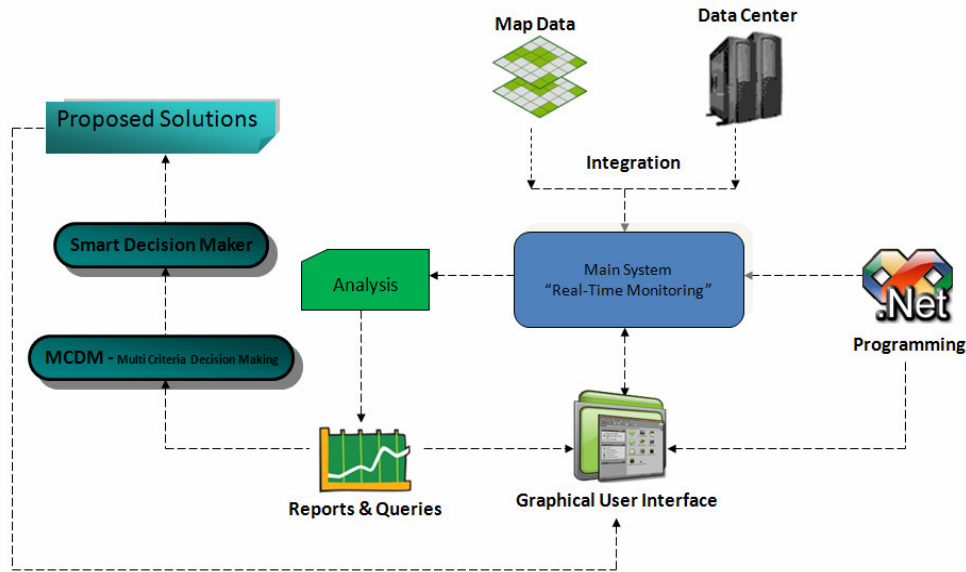 Map Data
Data Center
Proposed Solutions
Integration
Smart Decision Maker
Main System
“Real-Time Monitoring”
Analysis
.Net
Programming
MCDM - Multi Criteria Decision Making
Reports & Queries
Graphical User Interface